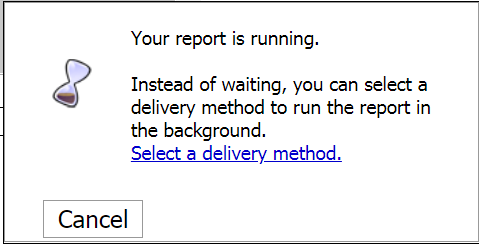 Your report is running.
Instead of waiting, you can select a
delivery method to run the report in
the background.
Select a delivery method.
Cancel